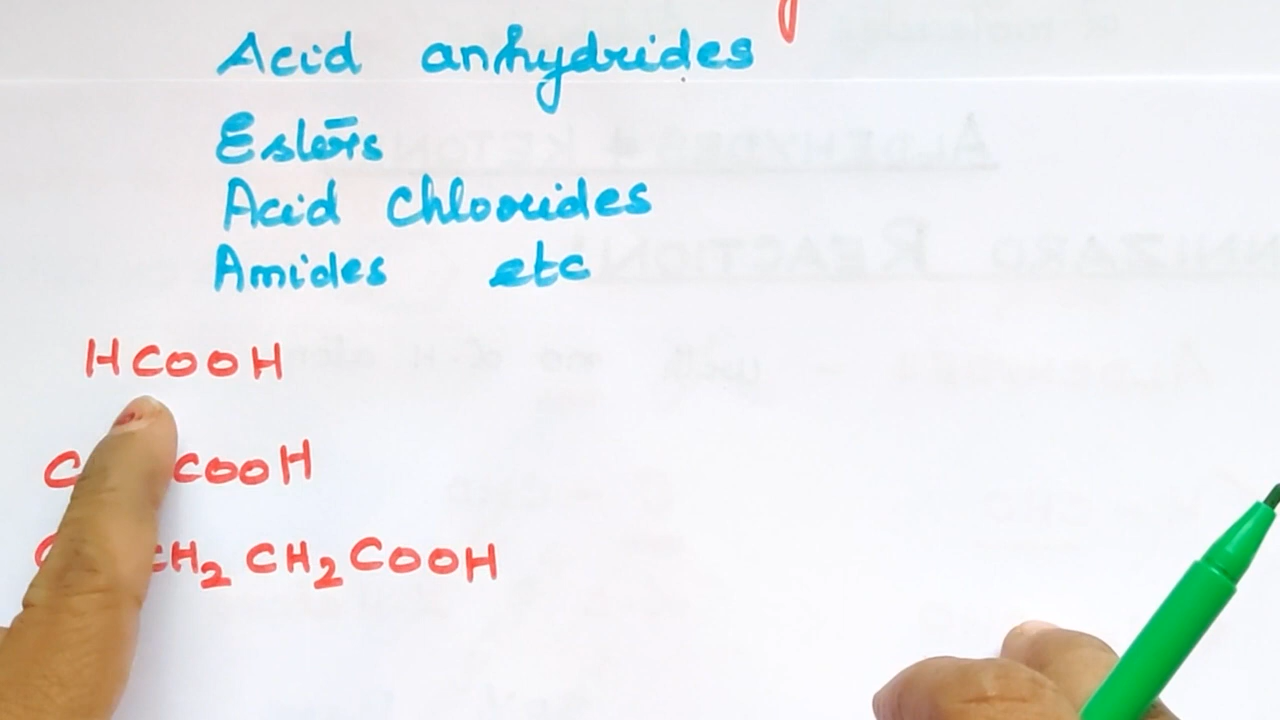 Acid anhydrides
Esters
Acid Chlorides
Amides etc
HCOOH
COOH
CH₂ CH₂ COOH